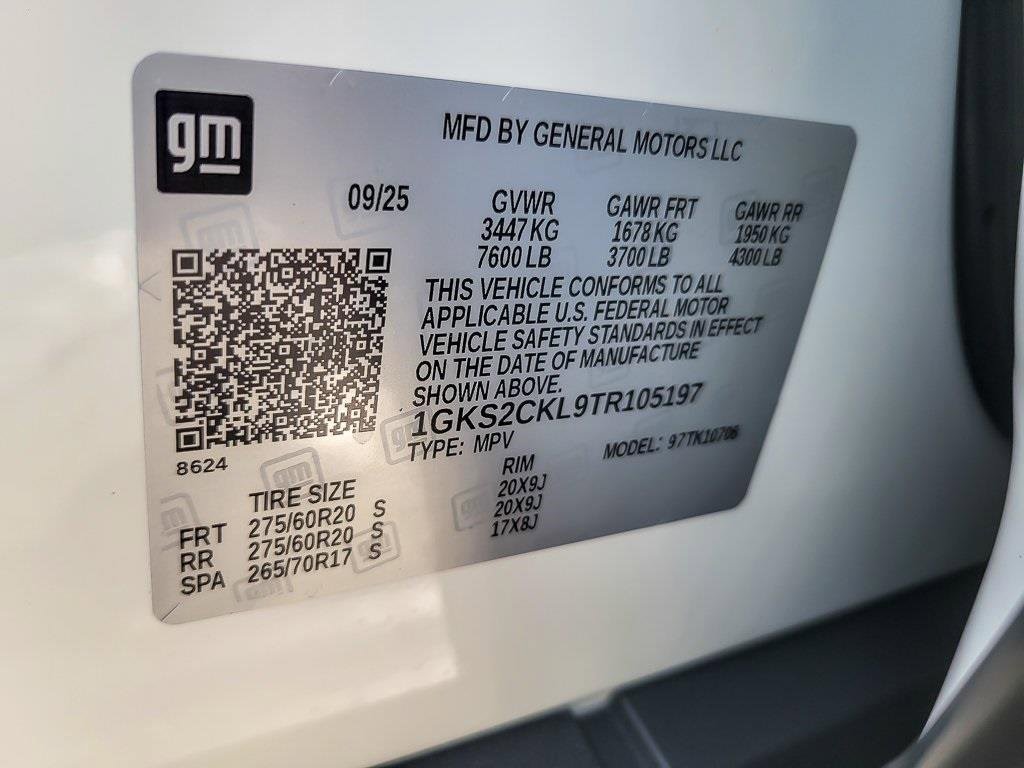 gm
MFD BY GENERAL MOTORS LLC
09/25 GVWR GAWR FRT GAWR RR
3447 KG 1678 KG 1950 KG
7600 LB 3700 LB 4300 LB
THIS VEHICLE CONFORMS TO ALL
APPLICABLE U.S. FEDERAL MOTOR
VEHICLE SAFETY STANDARDS IN EFFECT
ON THE DATE OF MANUFACTURE
SHOWN ABOVE.
1GKS2CKL9TR105197
TYPE: MPV MODEL: 97TK10706
8624
TIRE SIZE RIM
FRT 275/60R20 S 20X9J
RR 275/60R20 S 20X9J
SPA 265/70R17 S 17X8J